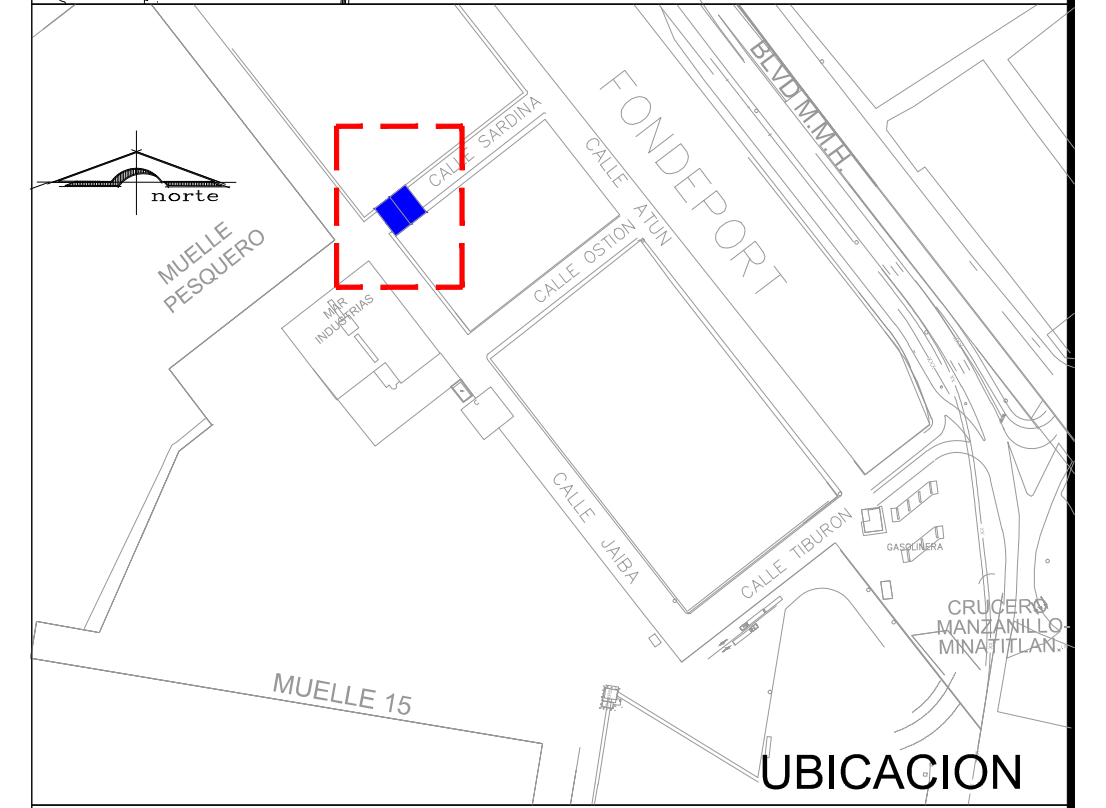 BLVD M.M.H.
FONDEPORT
CALLE SARDINA
CALLE ATUN
norte
MUELLE
PESQUERO
CALLE OSTION
MAR
INDUSTRIAS
CALLE JAIBA
CALLE TIBURON
GASOLINERA
CRUCERO
MANZANILLO-
MINATITLAN.
MUELLE 15
UBICACION